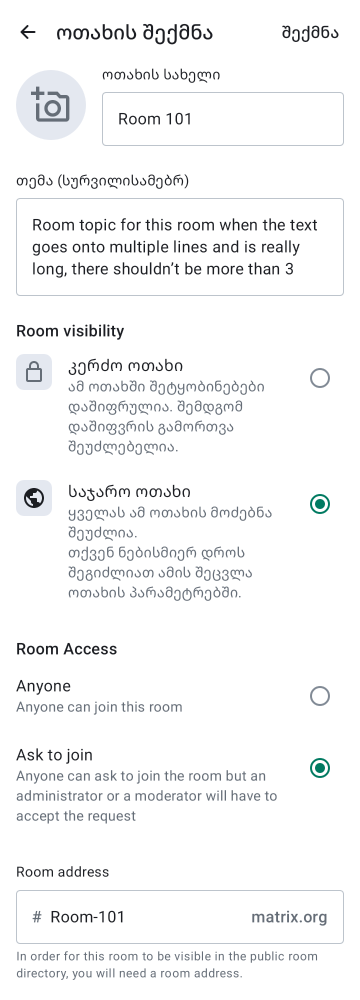 ოთახის შექმნა
შექმნა
ოთახის სახელი
Room 101
თემა (სურვილისამებრ)
Room topic for this room when the text
goes onto multiple lines and is really
long, there shouldn’t be more than 3
Room visibility
კერძო ოთახი
ამ ოთახში შეტყობინებები
დაშიფრულია. შემდგომ
დაშიფვრის გამორთვა
შეუძლებელია.
საჯარო ოთახი
ყველას ამ ოთახის მოძებნა
შეუძლია.
თქვენ ნებისმიერ დროს
შეგიძლიათ ამის შეცვლა
ოთახის პარამეტრებში.
Room Access
Anyone
Anyone can join this room
Ask to join
Anyone can ask to join the room but an
administrator or a moderator will have to
accept the request
Room address
# Room-101 matrix.org
In order for this room to be visible in the public room
directory, you will need a room address.